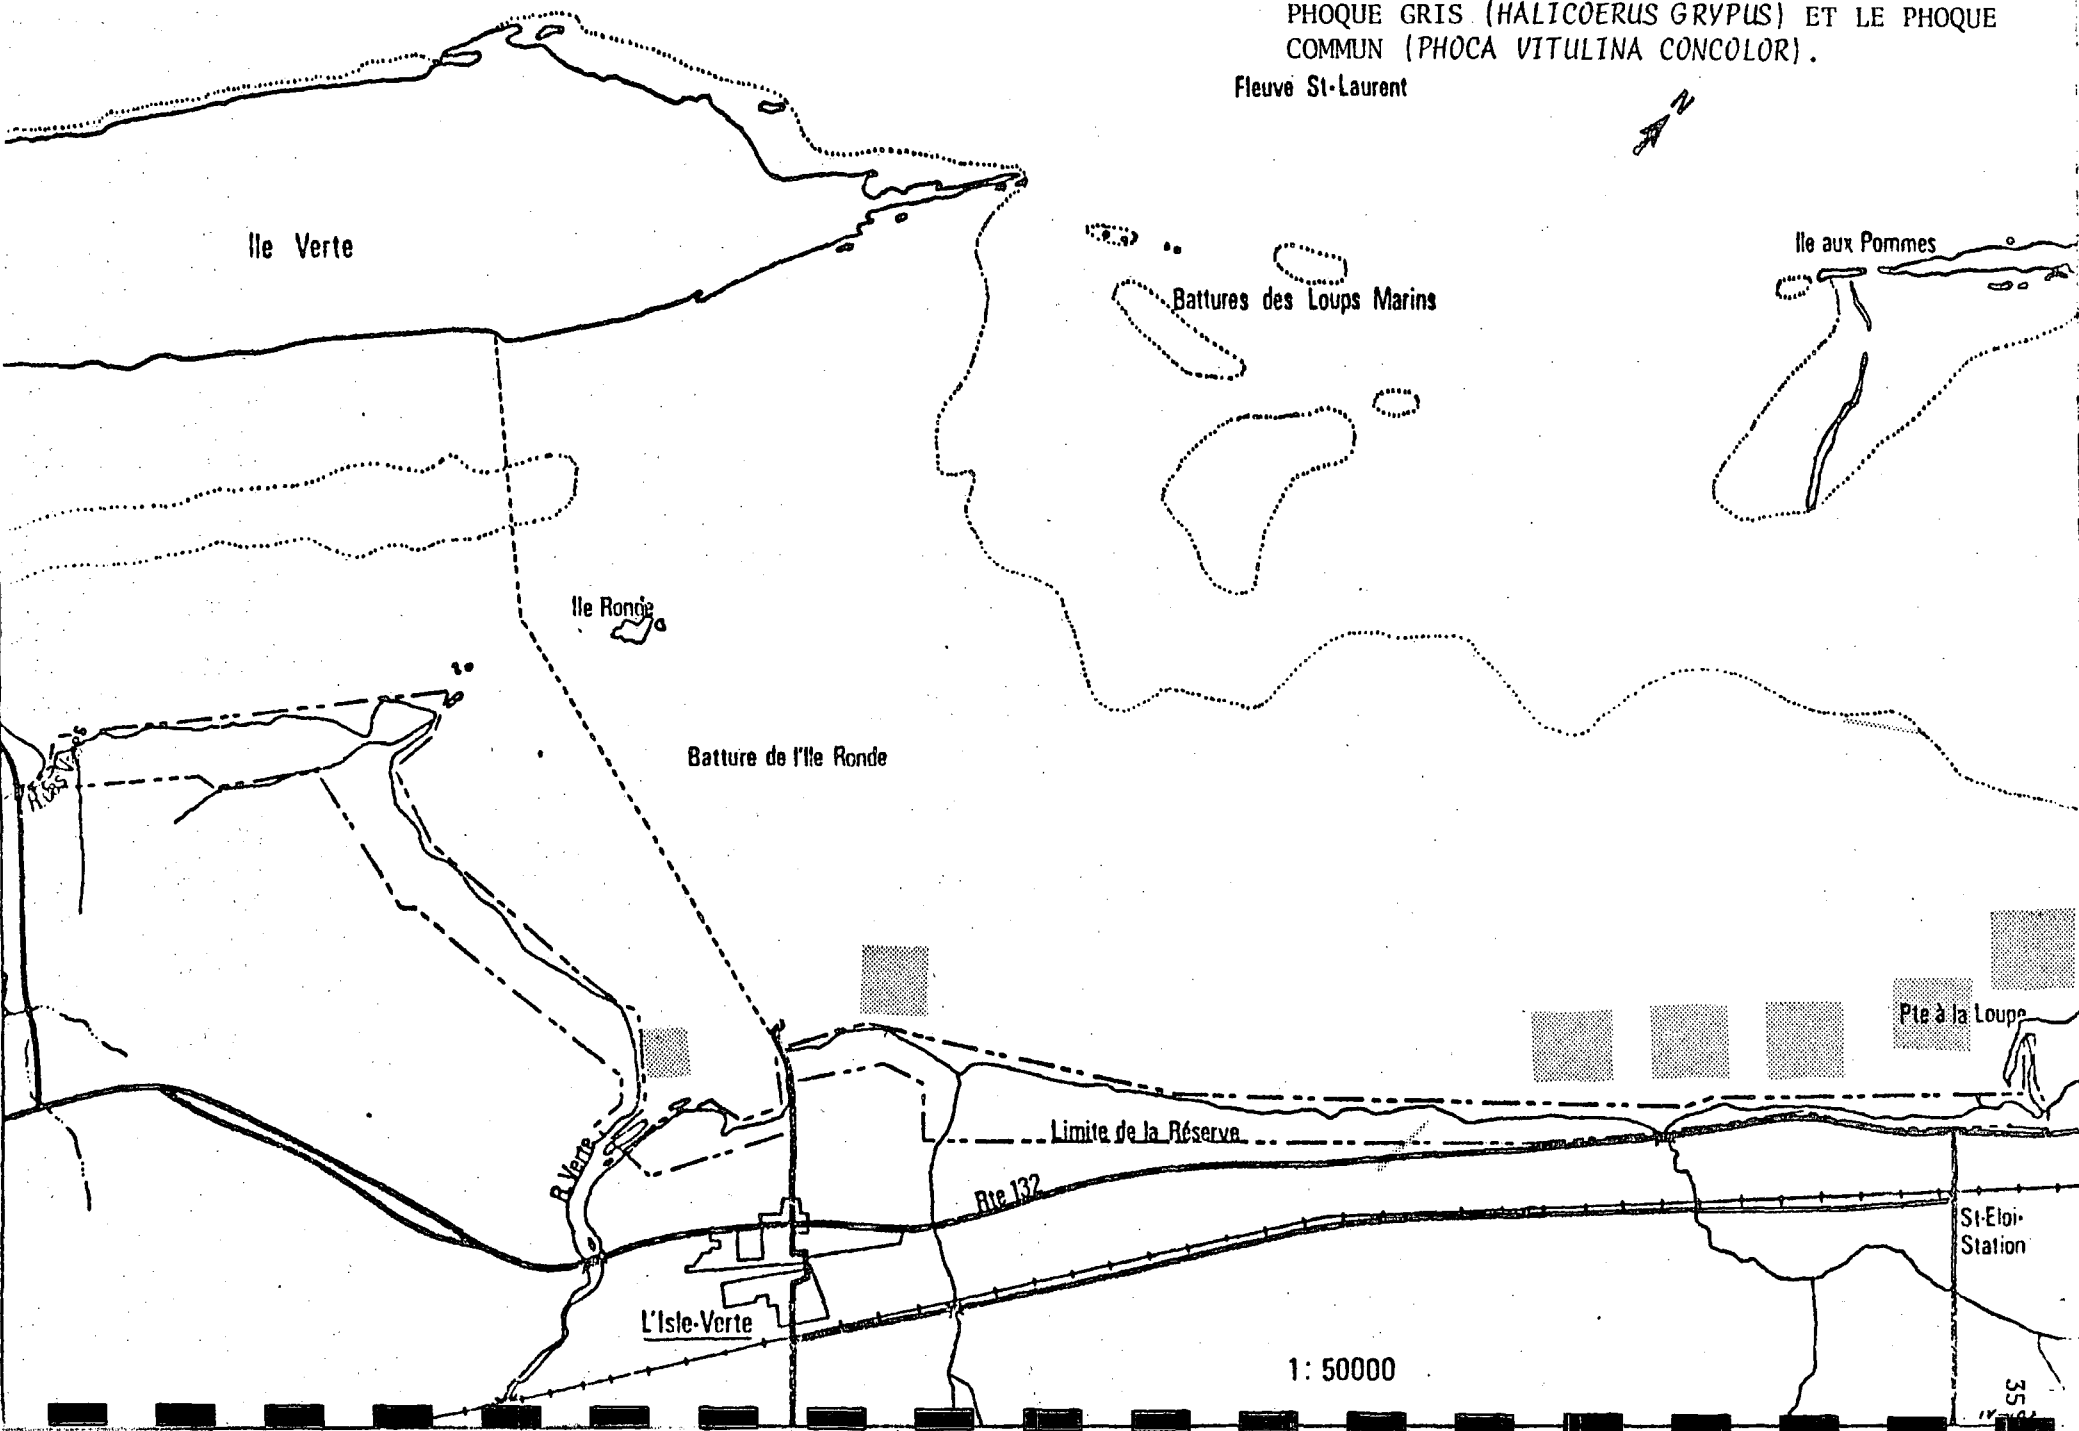 PHOQUE GRIS (HALICOERUS GRYPUS) ET LE PHOQUE
COMMUN (PHOCA VITULINA CONCOLOR).
Fleuve St-Laurent
N
Ile Verte
Ile aux Pommes
Battures des Loups Marins
Ile Ronde
Batture de l'Ile Ronde
Pte à la Loupe
Limite de la Réserve
R. Verte
Rte 132
St-Eloi-
Station
L'Isle-Verte
1: 50000
35